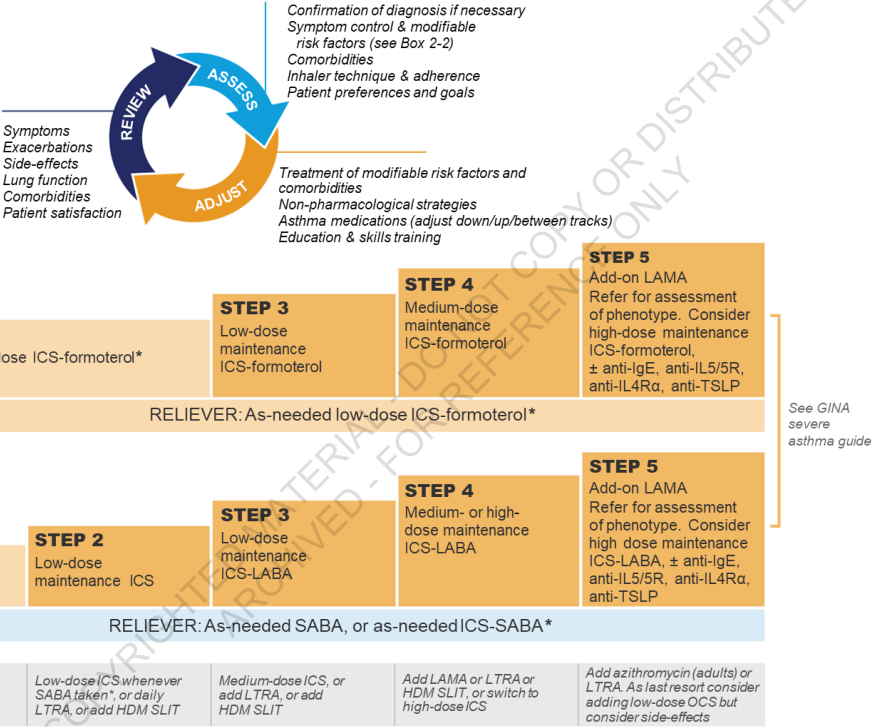 Confirmation of diagnosis if necessary
Symptom control & modifiable
risk factors (see Box 2-2)
Comorbidities
Inhaler technique & adherence
Patient preferences and goals
ASSESS
REVIEW
ADJUST
Symptoms
Exacerbations
Side-effects
Lung function
Comorbidities
Patient satisfaction
Treatment of modifiable risk factors and
comorbidities
Non-pharmacological strategies
Asthma medications (adjust down/up/between tracks)
Education & skills training
ICS-formoterol*
STEP 3
Low-dose
maintenance
ICS-formoterol
STEP 4
Medium-dose
maintenance
ICS-formoterol
STEP 5
Add-on LAMA
Refer for assessment
of phenotype. Consider
high-dose maintenance
ICS-formoterol,
± anti-IgE, anti-IL5/5R,
anti-IL4Rα, anti-TSLP
RELIEVER: As-needed low-dose ICS-formoterol*
See GINA
severe
asthma guide
STEP 2
Low-dose
maintenance ICS
STEP 3
Low-dose
maintenance
ICS-LABA
STEP 4
Medium- or high-
dose maintenance
ICS-LABA
STEP 5
Add-on LAMA
Refer for assessment
of phenotype. Consider
high dose maintenance
ICS-LABA, ± anti-IgE,
anti-IL5/5R, anti-IL4Rα,
anti-TSLP
RELIEVER: As-needed SABA, or as-needed ICS-SABA*
Low-dose ICS whenever
SABA taken*, or daily
LTRA, or add HDM SLIT
Medium-dose ICS, or
add LTRA, or add
HDM SLIT
Add LAMA or LTRA or
HDM SLIT, or switch to
high-dose ICS
Add azithromycin (adults) or
LTRA. As last resort consider
adding low-dose OCS but
consider side-effects
COPYRIGHTED MATERIAL - DO NOT COPY OR DISTRIBUTE
ARCHIVED - FOR REFERENCE ONLY